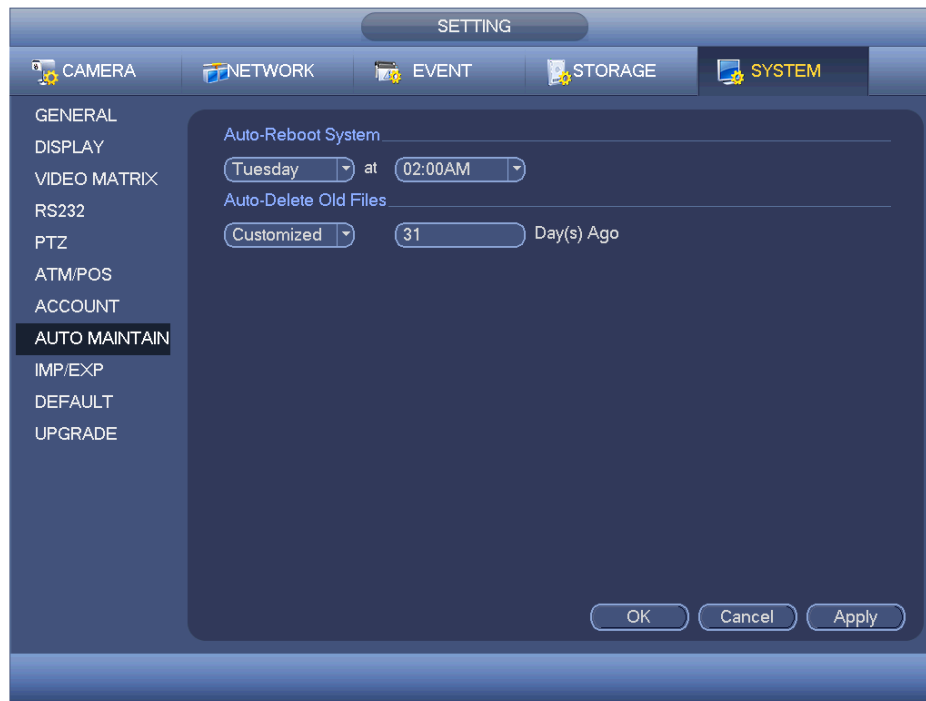 SETTING
CAMERA NETWORK EVENT STORAGE SYSTEM
GENERAL
DISPLAY
VIDEO MATRIX
RS232
PTZ
ATM/POS
ACCOUNT
AUTO MAINTAIN
IMP/EXP
DEFAULT
UPGRADE
Auto-Reboot System
Tuesday at 02:00AM
Auto-Delete Old Files
Customized 31 Day(s) Ago
OK Cancel Apply